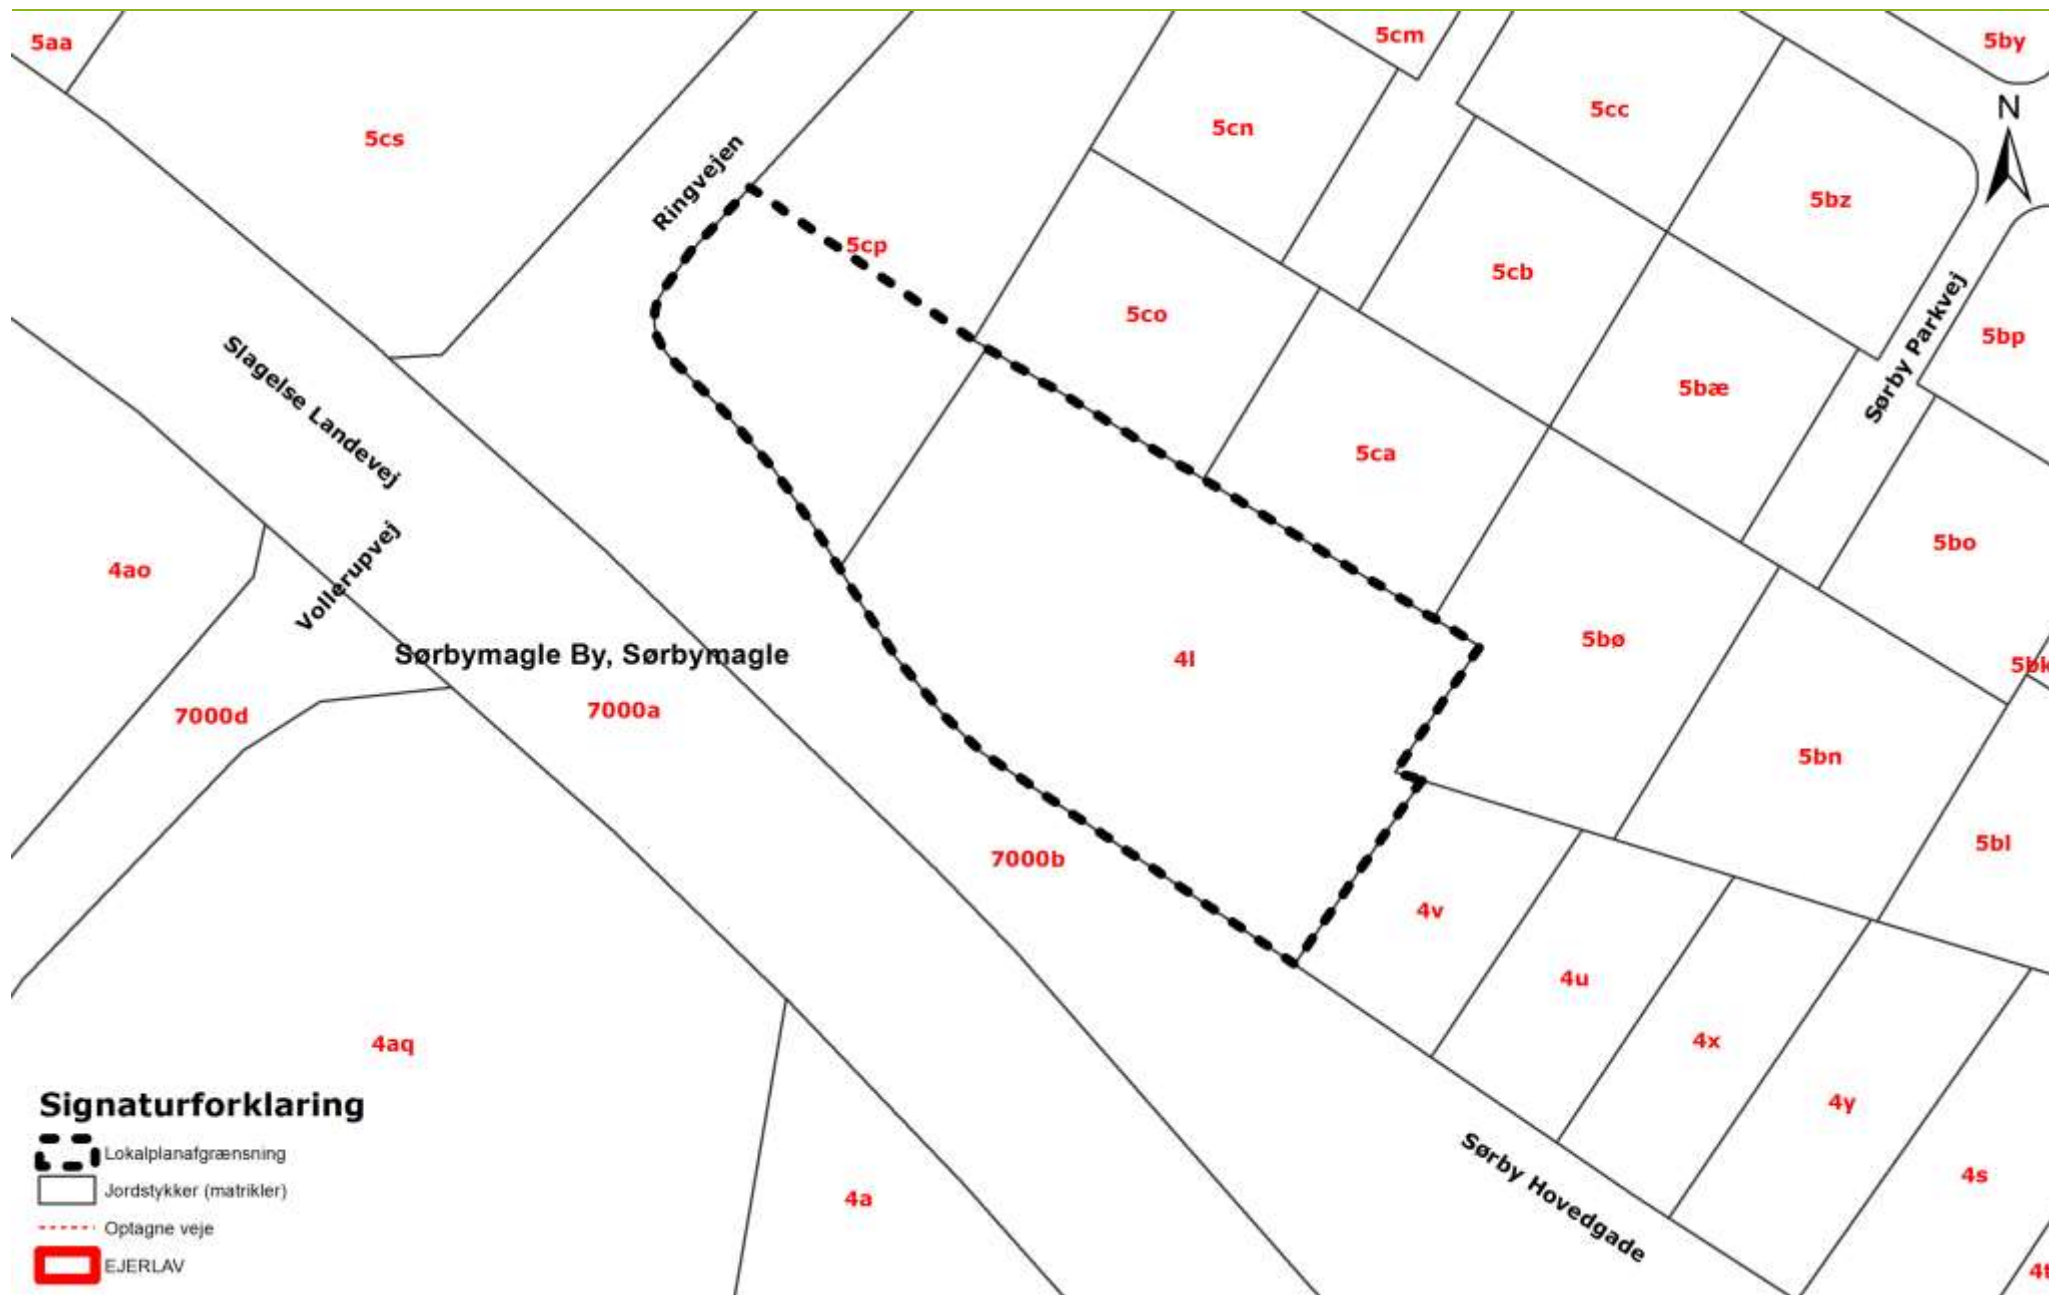 5aa
5cs
5cm
5by
N
5cn
5cc
5bz
Ringvejen
5cp
5cb
5co
5bp
Sørby Parkvej
5bæ
Slagelse Landevej
5ca
5bo
4ao
Vollerupvej
5bø
Sørbymagle By, Sørbymagle
4l
5bk
7000d
7000a
5bn
5bl
7000b
4v
4u
4aq
4x
4y
Signaturforklaring
Lokalplanafgrænsning
Jordstykker (matrikler)
Optagne veje
EJERLAV
4a
Sørby Hovedgade
4s